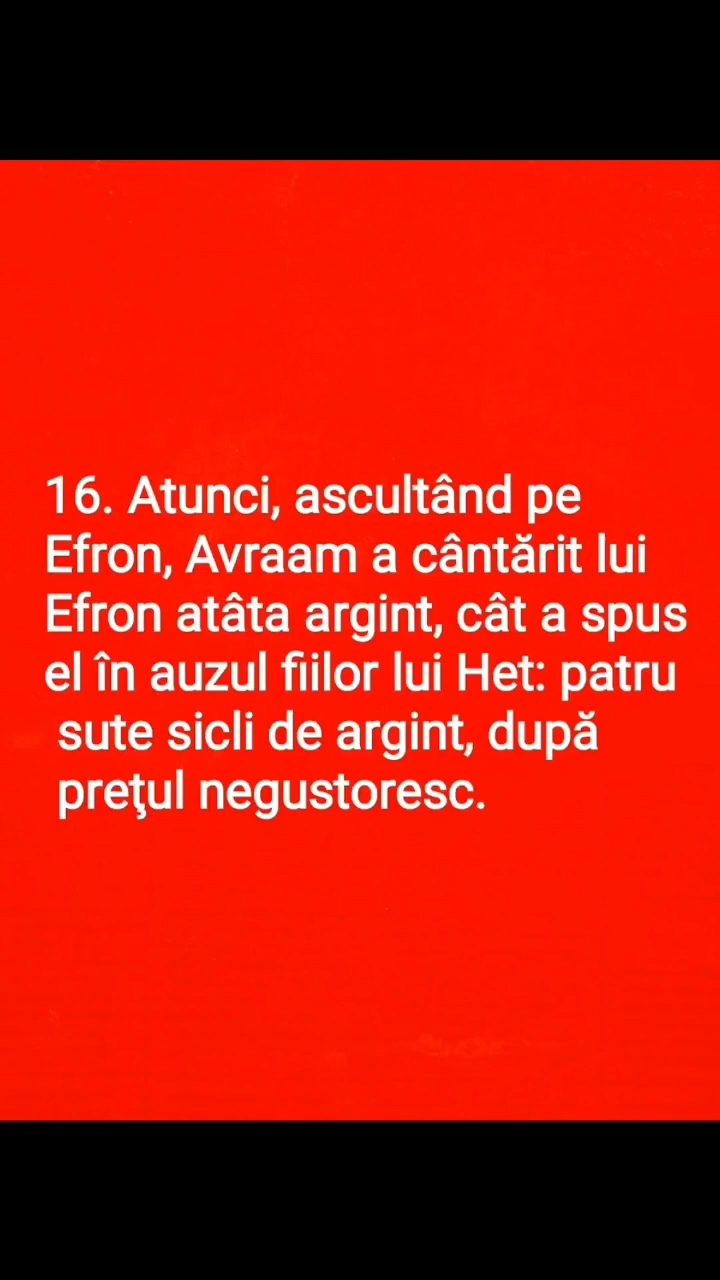 16. Atunci, ascultând pe
Efron, Avraam a cântărit lui
Efron atâta argint, cât a spus
el în auzul fiilor lui Het: patru
sute sicli de argint, după
preţul negustoresc.